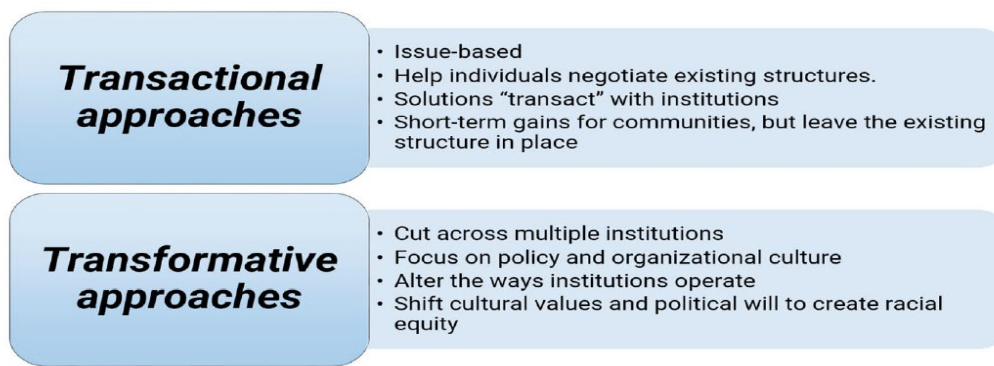 Transactional
approaches
• Issue-based
• Help individuals negotiate existing structures.
• Solutions “transact” with institutions
• Short-term gains for communities, but leave the existing
structure in place
Transformative
approaches
• Cut across multiple institutions
• Focus on policy and organizational culture
• Alter the ways institutions operate
• Shift cultural values and political will to create racial
equity